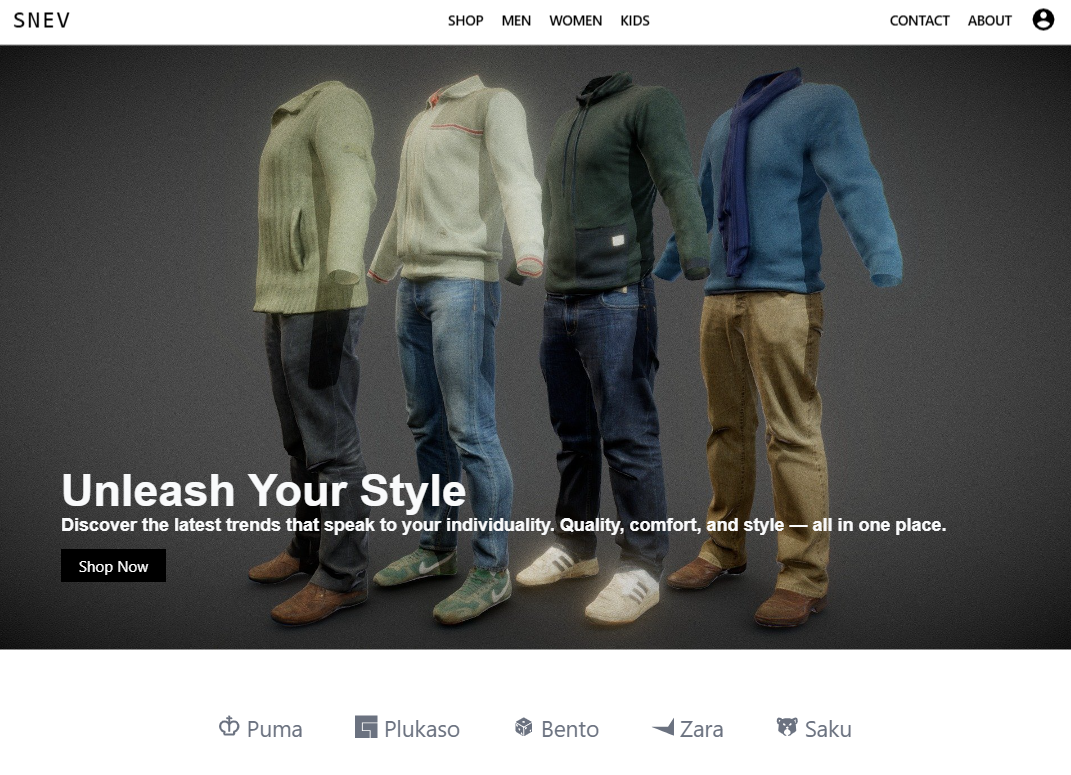 SNEV
SHOP MEN WOMEN KIDS
CONTACT ABOUT
Unleash Your Style
Discover the latest trends that speak to your individuality. Quality, comfort, and style — all in one place.
Shop Now
Puma Plukaso Bento Zara Saku